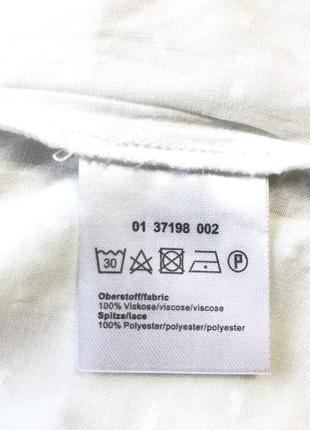 01 37198 002
30 P
Oberstoff/fabric
100% Viskose/viscose/viscose
Spitze/lace
100% Polyester/polyester/polyester